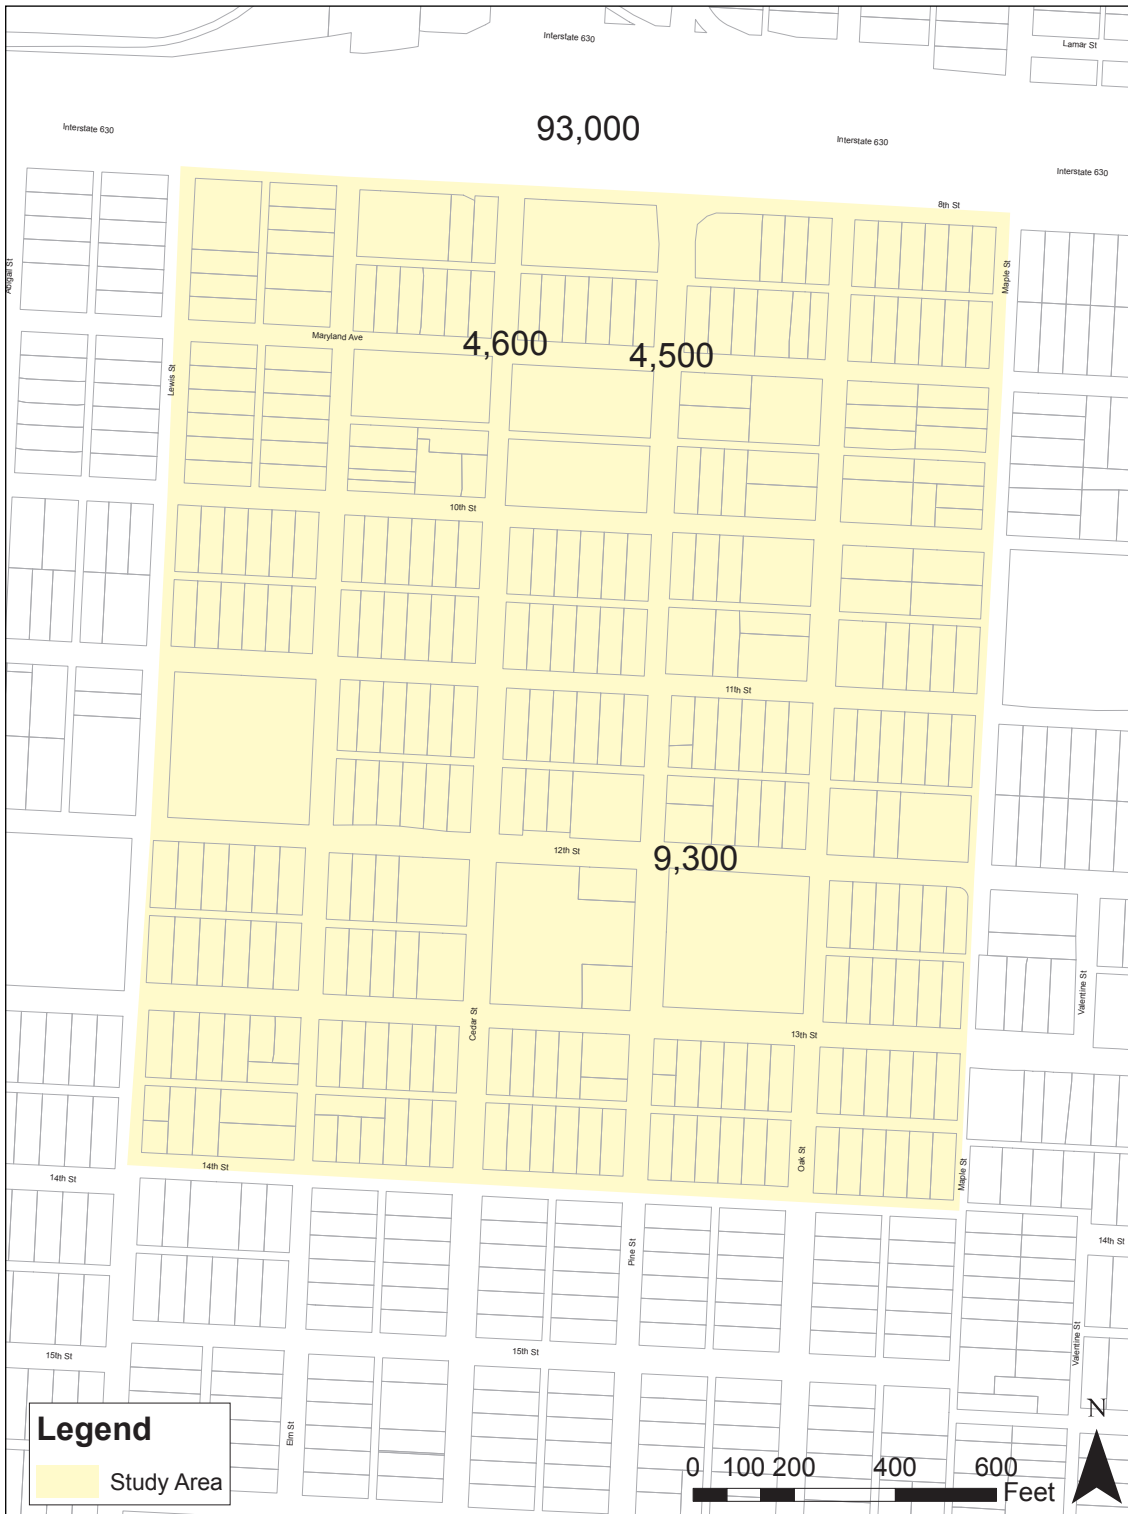 Interstate 630
Lamar St
Interstate 630
93,000
Interstate 630
Interstate 630
8th St
Abigail St
Maple St
Maryland Ave
4,600
4,500
Lewis St
10th St
11th St
12th St
9,300
Cedar St
Valentine St
13th St
Oak St
Maple St
14th St
14th St
Pine St
14th St
15th St
15th St
Valentine St
Elm St
Legend
Study Area
N
0 100 200 400 600
Feet